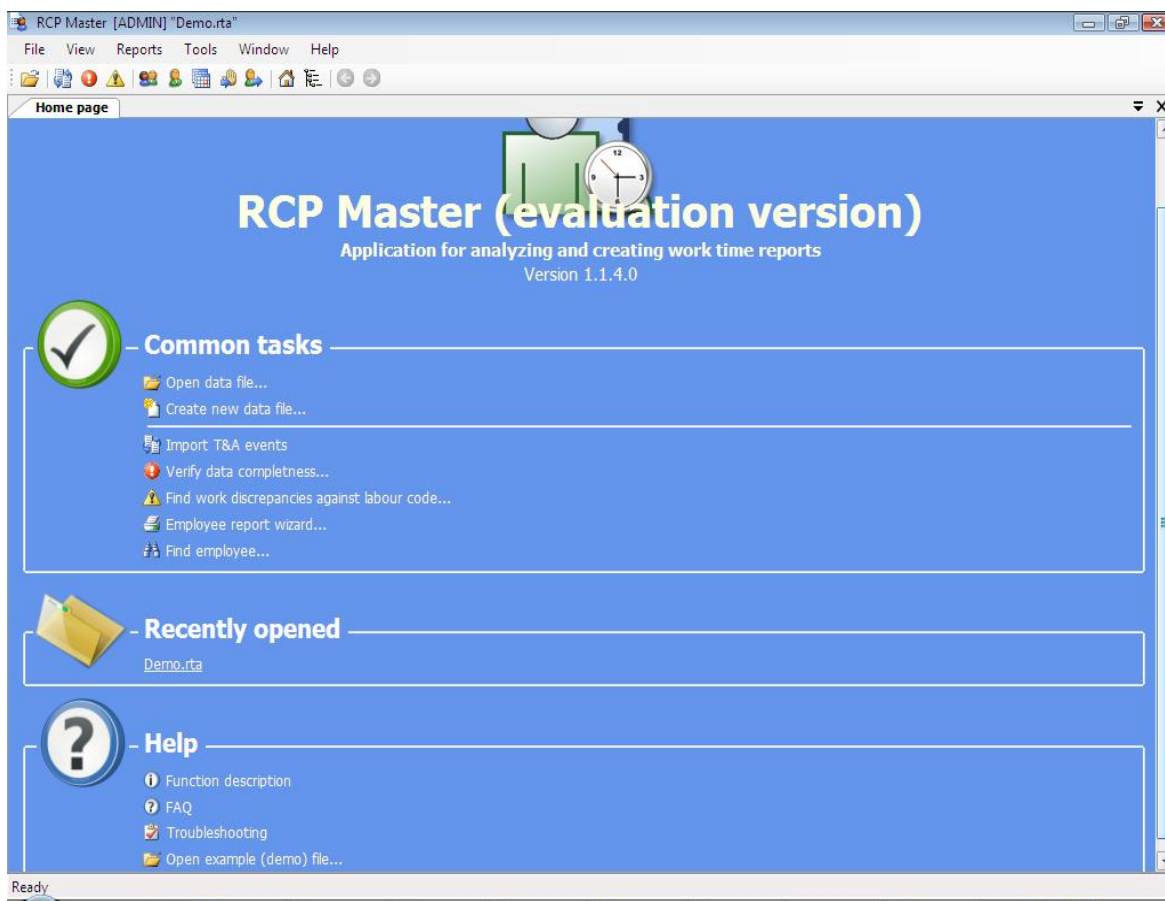 RCP Master [ADMIN] "Demo.rta"
File View Reports Tools Window Help
Home page
12
9 3
RCP Master (evaluation version)
Application for analyzing and creating work time reports
Version 1.1.4.0
Common tasks
Open data file...
Create new data file...
Import T&A events
Verify data completness...
Find work discrepancies against labour code...
Employee report wizard...
Find employee...
Recently opened
Demo.rta
Help
Function description
FAQ
Troubleshooting
Open example (demo) file...
Ready